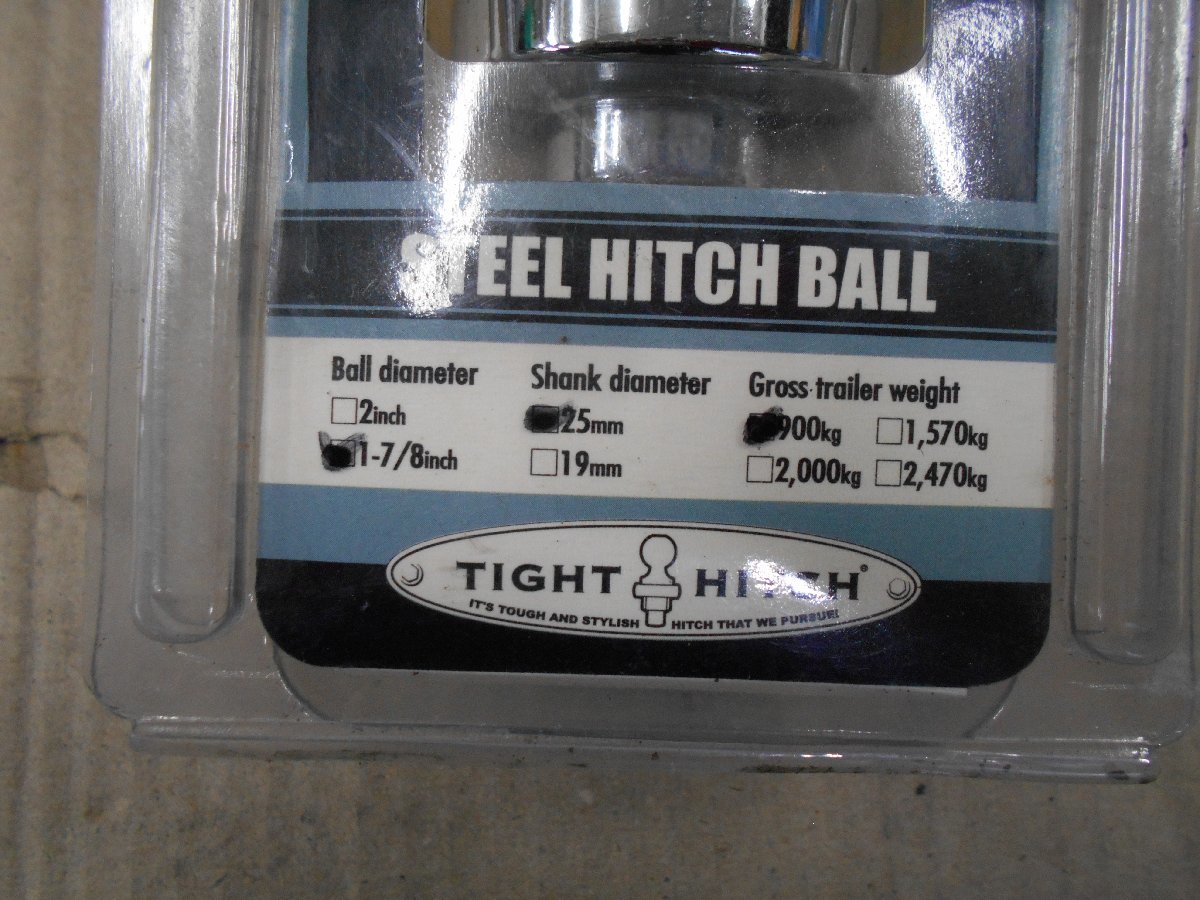 STEEL HITCH BALL
Ball diameter
2inch
1-7/8inch
Shank diameter
25mm
19mm
Gross trailer weight
900kg 1,570kg
2,000kg 2,470kg
TIGHT HITCH®
IT'S TOUGH AND STYLISH HITCH THAT WE PURSUE!